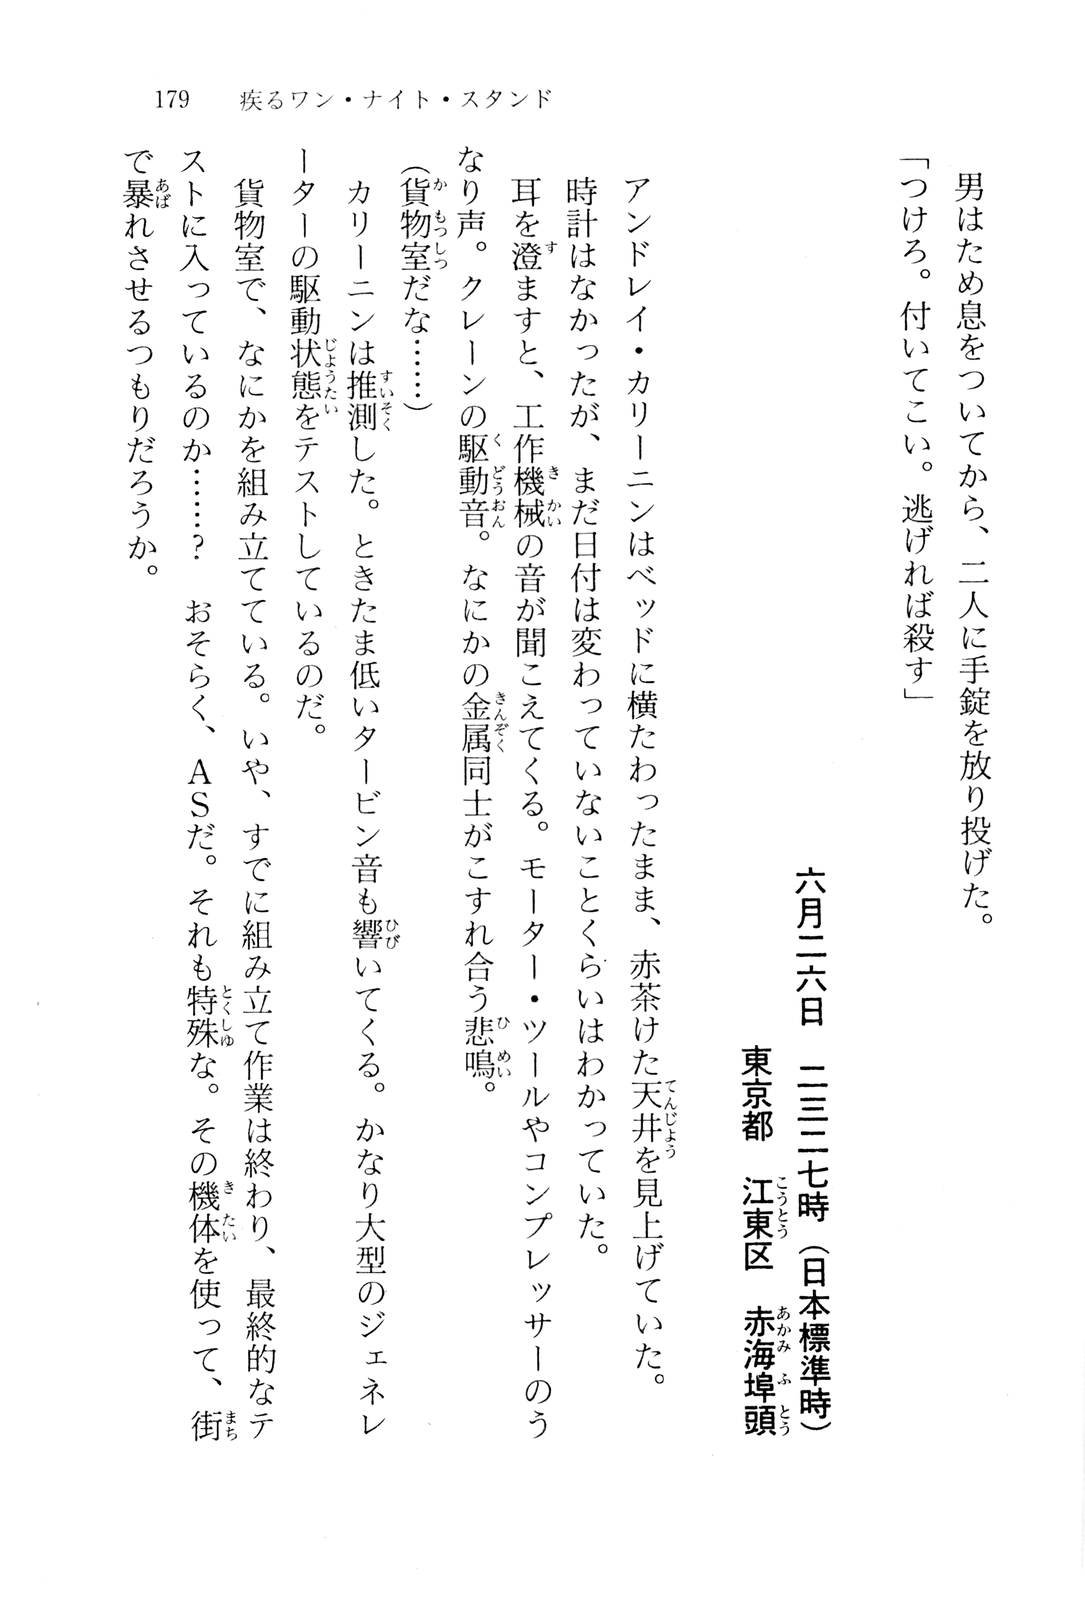 179　疾るワン・ナイト・スタンド
　男はため息をついてから、二人に手錠を放り投げた。
「つけろ。付いてこい。逃げれば殺す」
六月二六日　二三二七時（日本標準時）
東京都　江東区　赤海埠頭
　アンドレイ・カリーニンはベッドに横たわったまま、赤茶けた天井を見上げていた。
　時計はなかったが、まだ日付は変わっていないことくらいはわかっていた。
　耳を澄ますと、工作機械の音が聞こえてくる。モーター・ツールやコンプレッサーのう
なり声。クレーンの駆動音。なにかの金属同士がこすれ合う悲鳴。
（貨物室だな……）
　カリーニンは推測した。ときたま低いタービン音も響いてくる。かなり大型のジェネレ
ーターの駆動状態をテストしているのだ。
　貨物室で、なにかを組み立てている。いや、すでに組み立て作業は終わり、最終的なテ
ストに入っているのか……？　おそらく、ＡＳだ。それも特殊な。その機体を使って、街
で暴れさせるつもりだろうか。